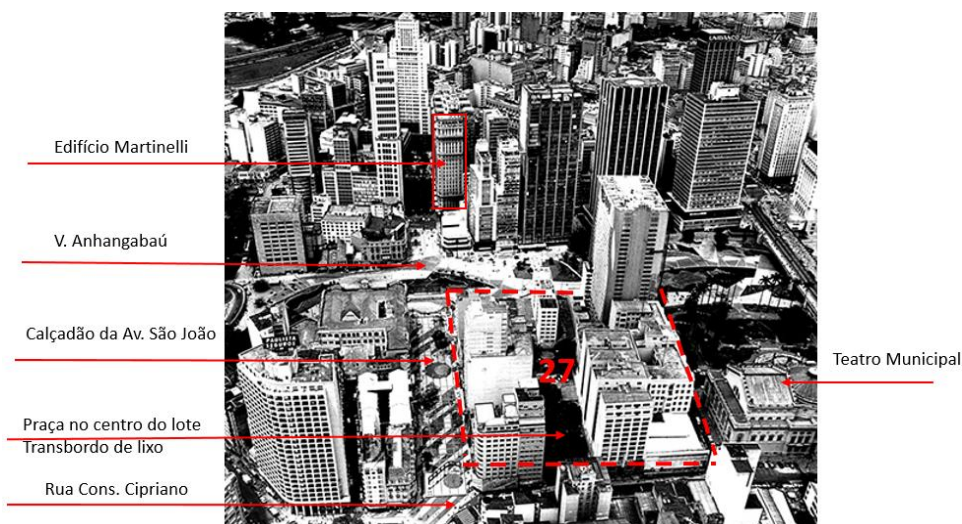 Edifício Martinelli
V. Anhangabaú
Calçadão da Av. São João
27
Teatro Municipal
Praça no centro do lote
Transbordo de lixo
Rua Cons. Cipriano